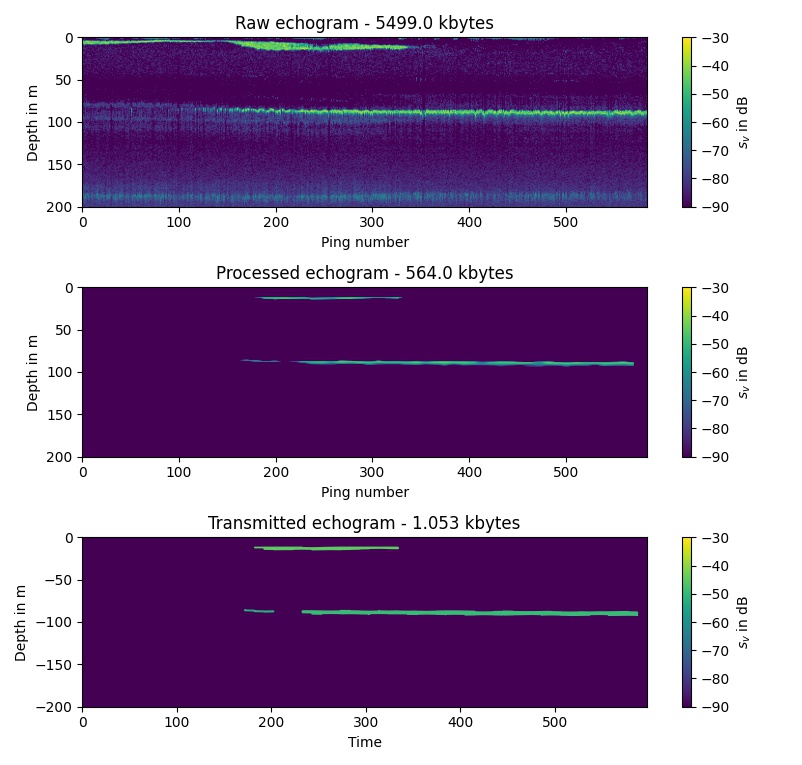 Raw echogram - 5499.0 kbytes
0
50
100
150
200
Depth in m
0 100 200 300 400 500
Ping number
−30
−40
−50
−60
−70
−80
−90
sv in dB
Processed echogram - 564.0 kbytes
0
50
100
150
200
Depth in m
0 100 200 300 400 500
Ping number
−30
−40
−50
−60
−70
−80
−90
sv in dB
Transmitted echogram - 1.053 kbytes
0
−50
−100
−150
−200
Depth in m
0 100 200 300 400 500
Time
−30
−40
−50
−60
−70
−80
−90
sv in dB